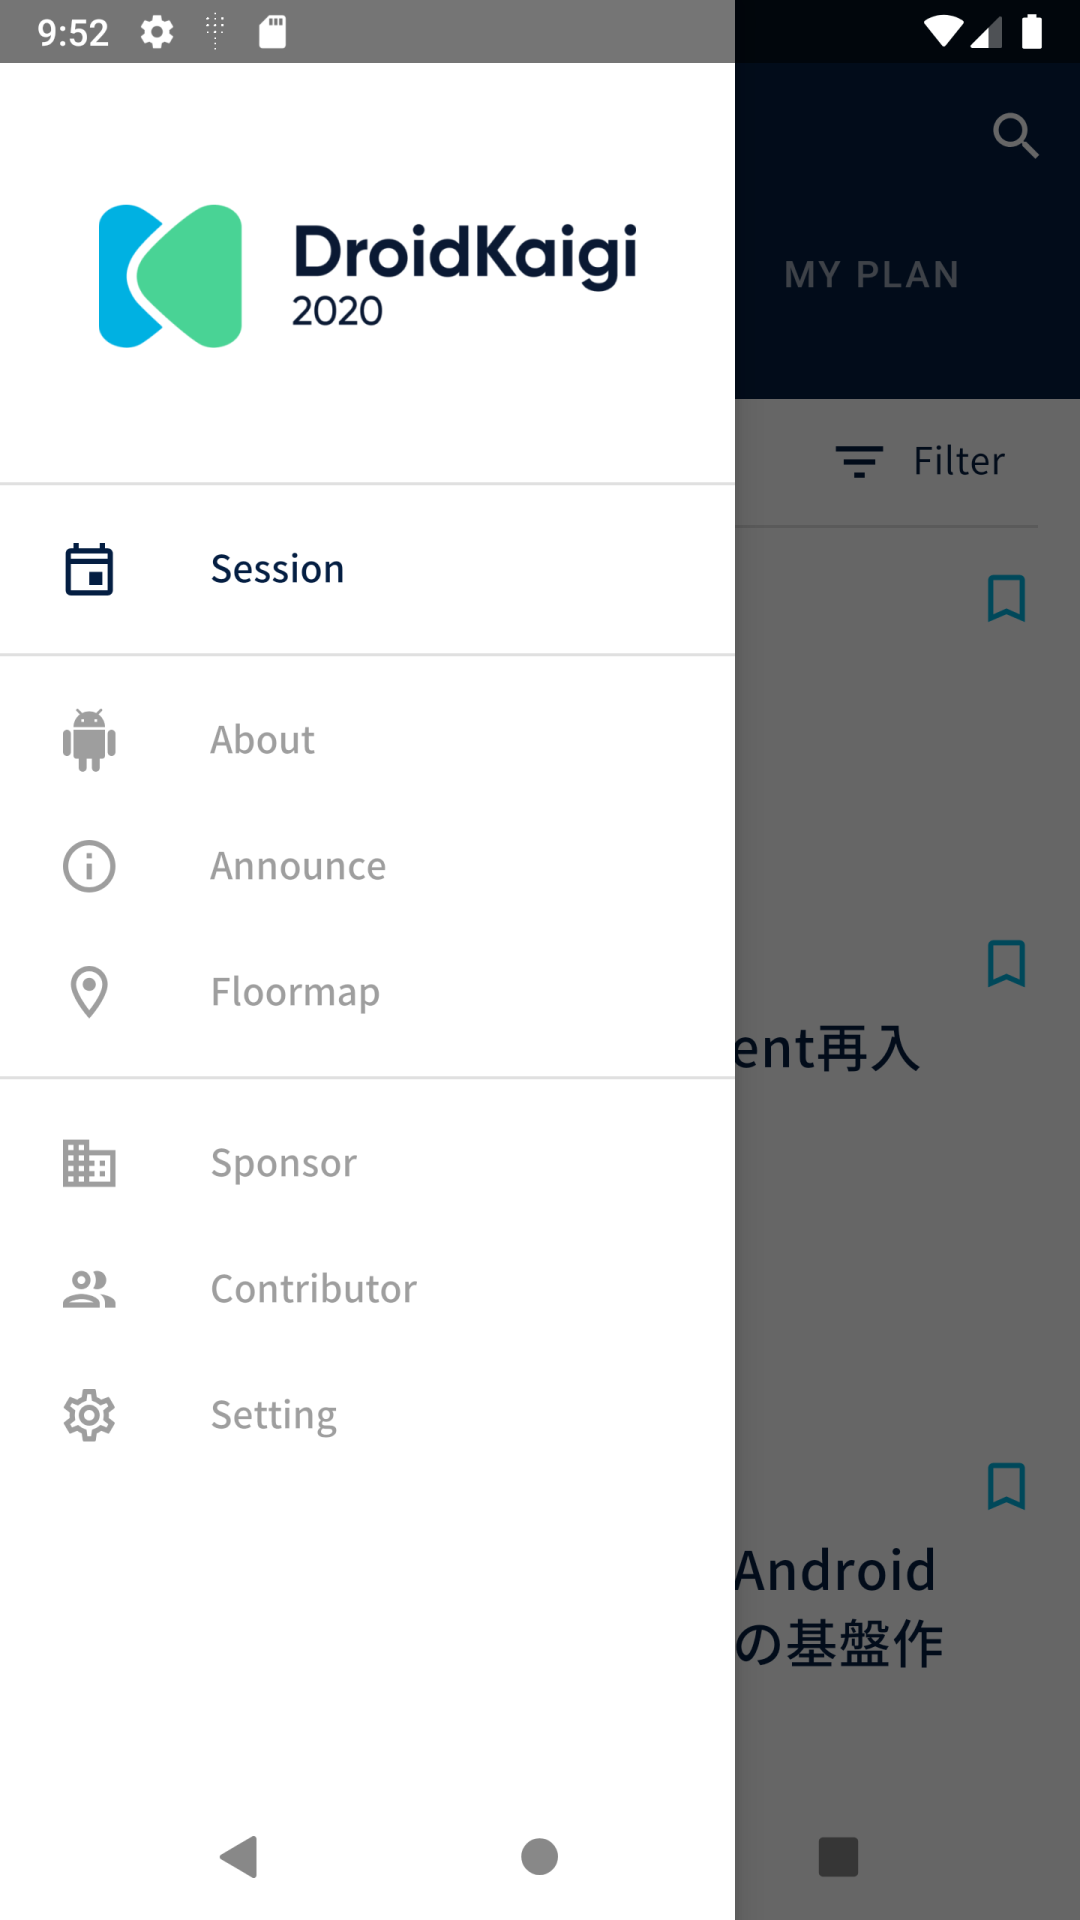 9:52
DroidKaigi
2020
MY PLAN
Filter
Session
About
Announce
Floormap
ent再入
Sponsor
Contributor
Setting
Android
の基盤作